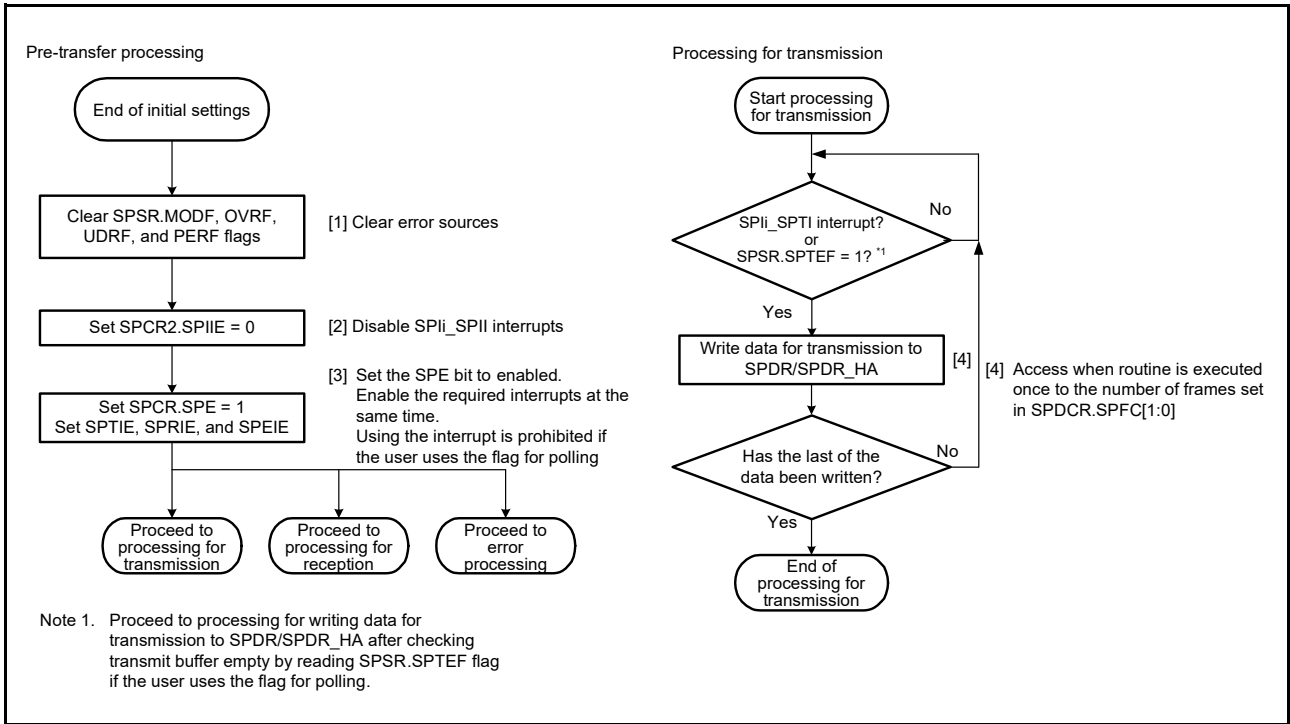 Pre-transfer processing
End of initial settings
Clear SPSR.MODF, OVRF,
UDRF, and PERF flags
[1] Clear error sources
Set SPCR2.SPIIE = 0
[2] Disable SPIi_SPII interrupts
Set SPCR.SPE = 1
Set SPTIE, SPRIE, and SPEIE
[3] Set the SPE bit to enabled.
Enable the required interrupts at the
same time.
Using the interrupt is prohibited if
the user uses the flag for polling
Proceed to
processing for
transmission
Proceed to
processing for
reception
Proceed to
error
processing
Note 1. Proceed to processing for writing data for
transmission to SPDR/SPDR_HA after checking
transmit buffer empty by reading SPSR.SPTEF flag
if the user uses the flag for polling.
Processing for transmission
Start processing
for transmission
SPIi_SPTI interrupt?
or
SPSR.SPTEF = 1? *1
No
Yes
Write data for transmission to
SPDR/SPDR_HA
[4]
[4] Access when routine is executed
once to the number of frames set
in SPDCR.SPFC[1:0]
Has the last of the
data been written?
No
Yes
End of
processing for
transmission